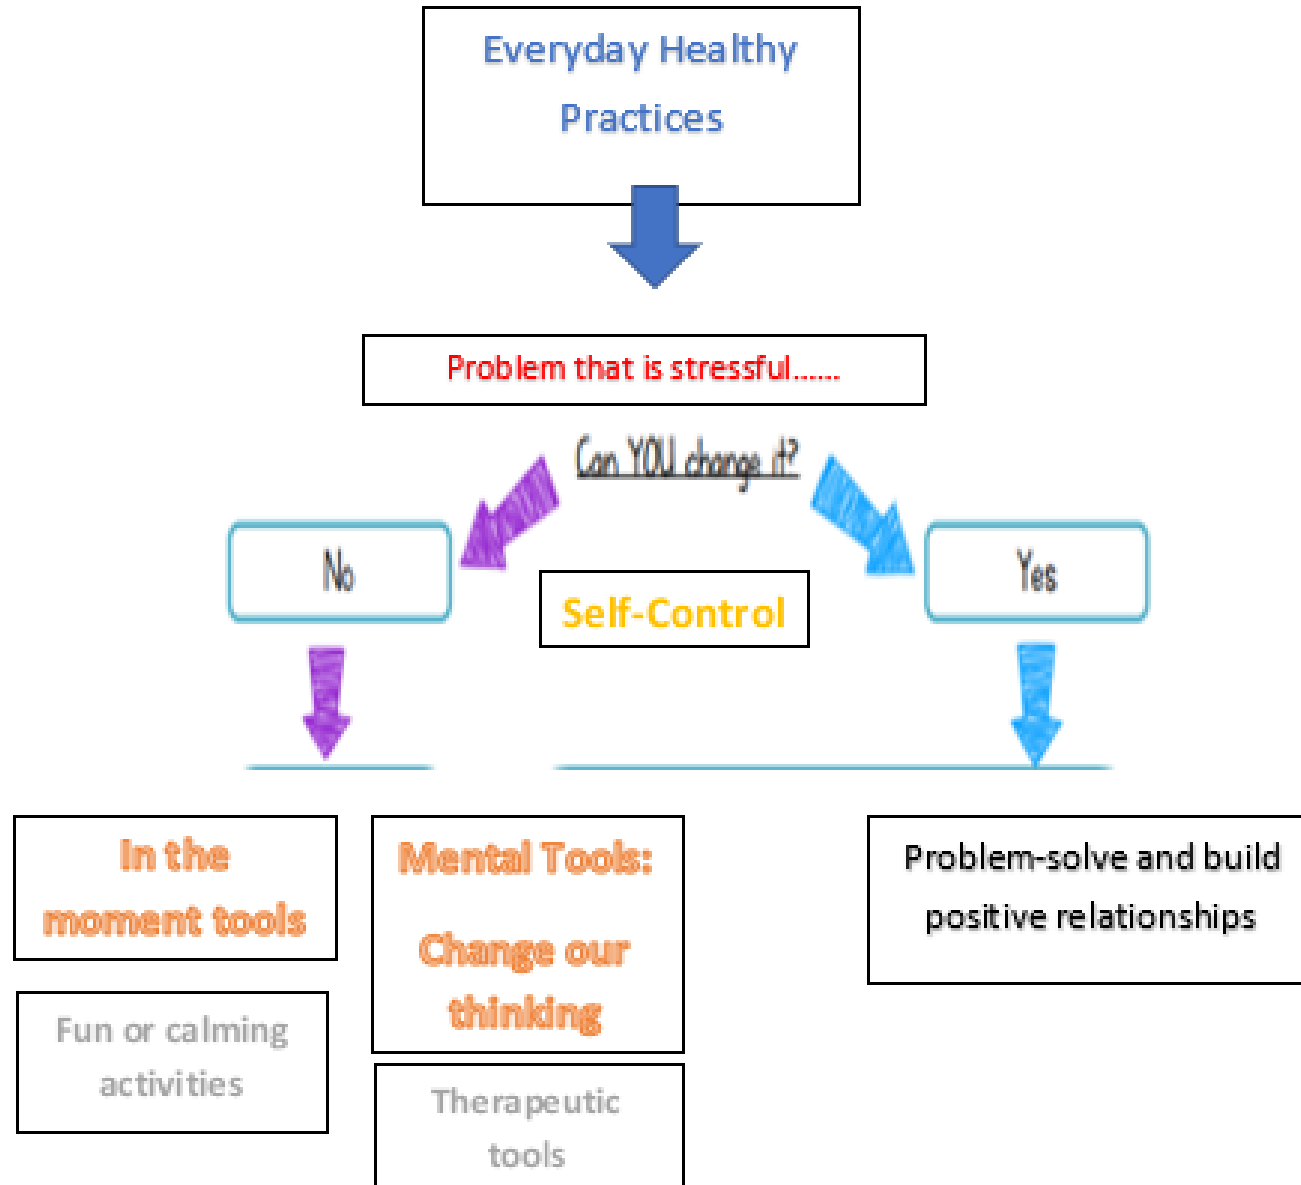 Everyday Healthy
Practices
Problem that is stressful......
Can YOU change it?
No
Self-Control
Yes
In the
moment tools
Mental Tools:
Change our
thinking
Problem-solve and build
positive relationships
Fun or calming
activities
Therapeutic
tools